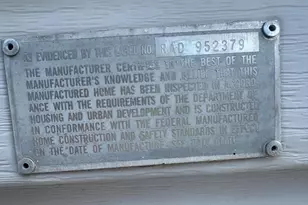 AS EVIDENCED BY THIS LABEL NO. RAD 952379
THE MANUFACTURER CERTIFIES TO THE BEST OF THE
MANUFACTURER'S KNOWLEDGE AND BELIEF THAT THIS
MANUFACTURED HOME HAS BEEN INSPECTED IN ACCORD-
ANCE WITH THE REQUIREMENTS OF THE DEPARTMENT OF
HOUSING AND URBAN DEVELOPMENT AND IS CONSTRUCTED
IN CONFORMANCE WITH THE FEDERAL MANUFACTURED
HOME CONSTRUCTION AND SAFETY STANDARDS IN EFFECT
ON THE DATE OF MANUFACTURE. SEE DATA PLATE.